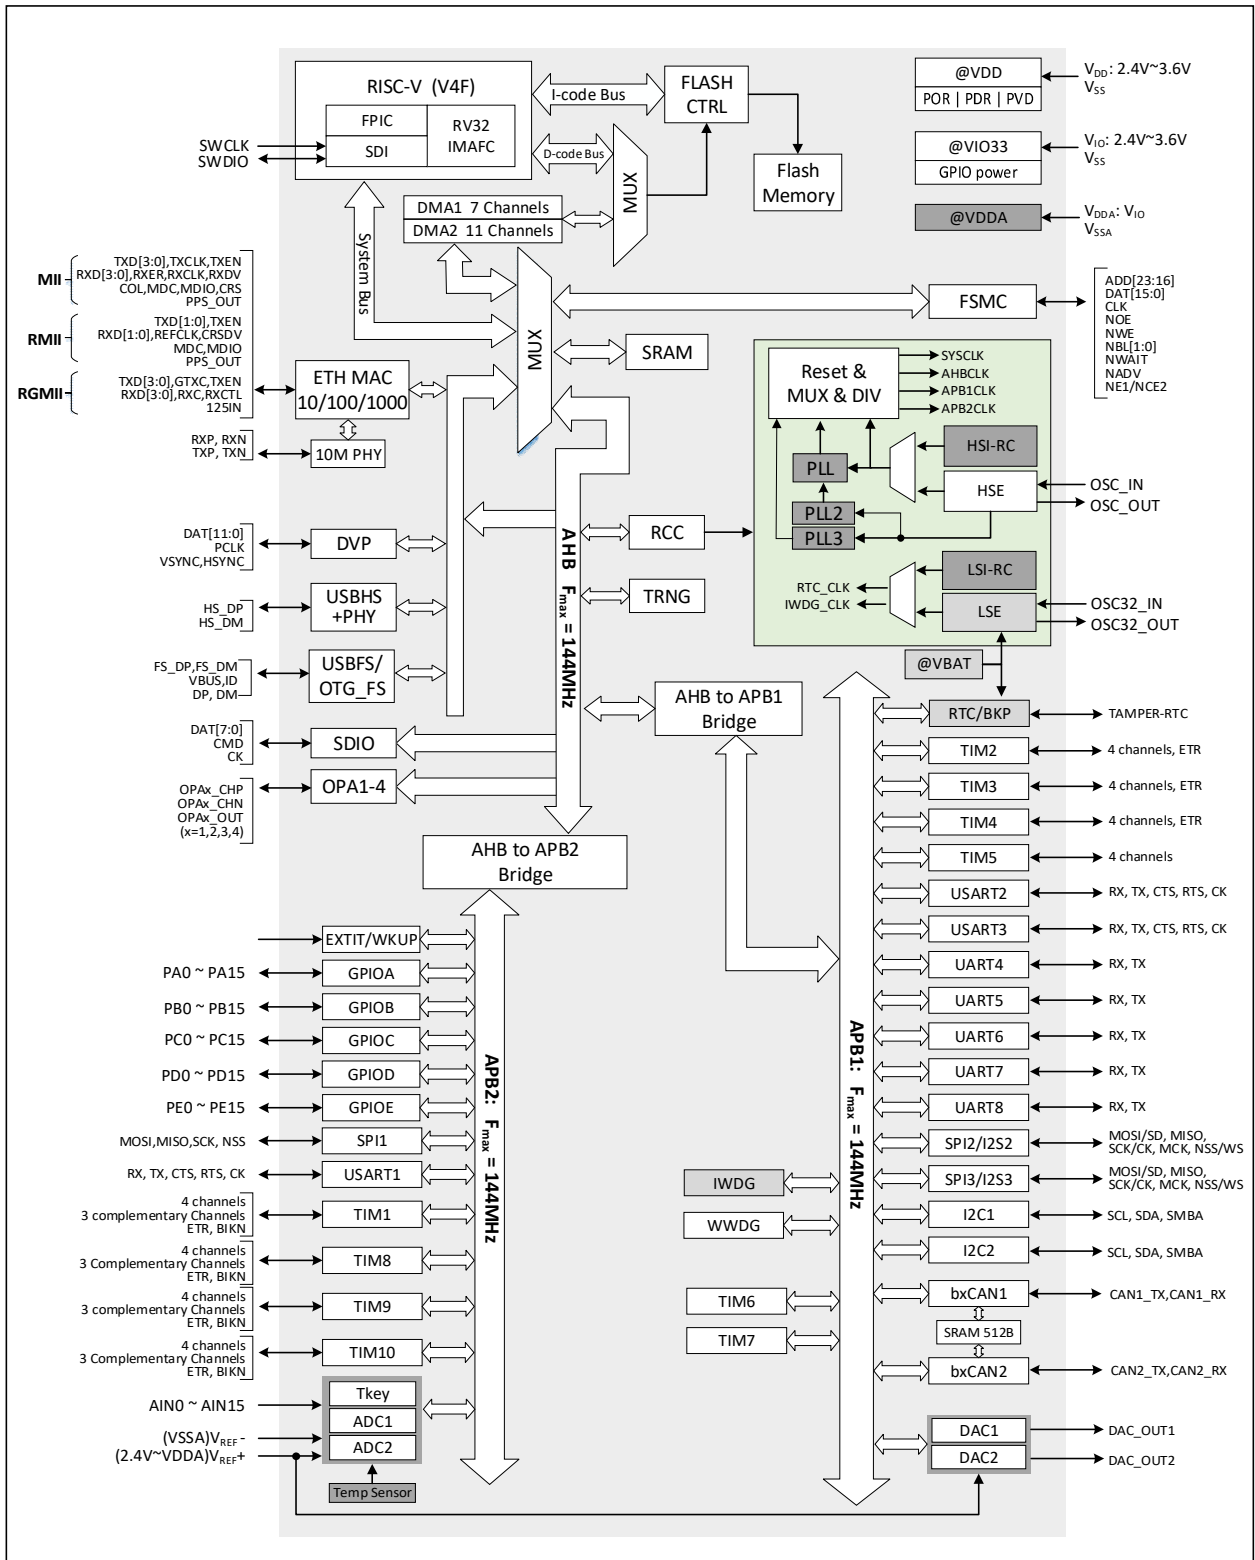 RISC-V (V4F)
FPIC
SDI
RV32
IMAFC
SWCLK
SWDIO
I-code Bus
D-code Bus
System Bus
FLASH
CTRL
Flash
Memory
MUX
DMA1 7 Channels
DMA2 11 Channels
MUX
@VDD
POR | PDR | PVD
VDD: 2.4V~3.6V
VSS
@VIO33
GPIO power
VIO: 2.4V~3.6V
VSS
@VDDA
VDDA: VIO
VSSA
FSMC
ADD[23:16]
DAT[15:0]
CLK
NOE
NWE
NBL[1:0]
NWAIT
NADV
NE1/NCE2
SRAM
MII
TXD[3:0],TXCLK,TXEN
RXD[3:0],RXER,RXCLK,RXDV
COL,MDC,MDIO,CRS
PPS_OUT
RMII
TXD[1:0],TXEN
RXD[1:0],REFCLK,CRSDV
MDC,MDIO
PPS_OUT
RGMII
TXD[3:0],GTXC,TXEN
RXD[3:0],RXC,RXCTL
125IN
ETH MAC
10/100/1000
RXP, RXN
TXP, TXN
10M PHY
DAT[11:0]
PCLK
VSYNC,HSYNC
DVP
HS_DP
HS_DM
USBHS
+PHY
FS_DP,FS_DM
VBUS,ID
DP, DM
USBFS/
OTG_FS
DAT[7:0]
CMD
CK
SDIO
OPAx_CHP
OPAx_CHN
OPAx_OUT
(x=1,2,3,4)
OPA1-4
AHB Fmax = 144MHz
RCC
TRNG
Reset &
MUX & DIV
SYSCLK
AHBCLK
APB1CLK
APB2CLK
PLL
PLL2
PLL3
HSI-RC
HSE
OSC_IN
OSC_OUT
LSI-RC
LSE
RTC_CLK
IWDG_CLK
OSC32_IN
OSC32_OUT
@VBAT
AHB to APB1
Bridge
AHB to APB2
Bridge
EXTIT/WKUP
PA0 ~ PA15
GPIOA
PB0 ~ PB15
GPIOB
PC0 ~ PC15
GPIOC
PD0 ~ PD15
GPIOD
PE0 ~ PE15
GPIOE
MOSI,MISO,SCK, NSS
SPI1
RX, TX, CTS, RTS, CK
USART1
4 channels
3 complementary Channels
ETR, BIKN
TIM1
4 channels
3 Complementary Channels
ETR, BIKN
TIM8
4 channels
3 complementary Channels
ETR, BIKN
TIM9
4 channels
3 Complementary Channels
ETR, BIKN
TIM10
AIN0 ~ AIN15
(VSSA)VREF-
(2.4V~VDDA)VREF+
Tkey
ADC1
ADC2
Temp Sensor
APB2: Fmax = 144MHz
APB1: Fmax = 144MHz
IWDG
WWDG
TIM6
TIM7
RTC/BKP
TAMPER-RTC
TIM2
4 channels, ETR
TIM3
4 channels, ETR
TIM4
4 channels, ETR
TIM5
4 channels
USART2
RX, TX, CTS, RTS, CK
USART3
RX, TX, CTS, RTS, CK
UART4
RX, TX
UART5
RX, TX
UART6
RX, TX
UART7
RX, TX
UART8
RX, TX
SPI2/I2S2
MOSI/SD, MISO,
SCK/CK, MCK, NSS/WS
SPI3/I2S3
MOSI/SD, MISO,
SCK/CK, MCK, NSS/WS
I2C1
SCL, SDA, SMBA
I2C2
SCL, SDA, SMBA
bxCAN1
CAN1_TX,CAN1_RX
SRAM 512B
bxCAN2
CAN2_TX,CAN2_RX
DAC1
DAC_OUT1
DAC2
DAC_OUT2